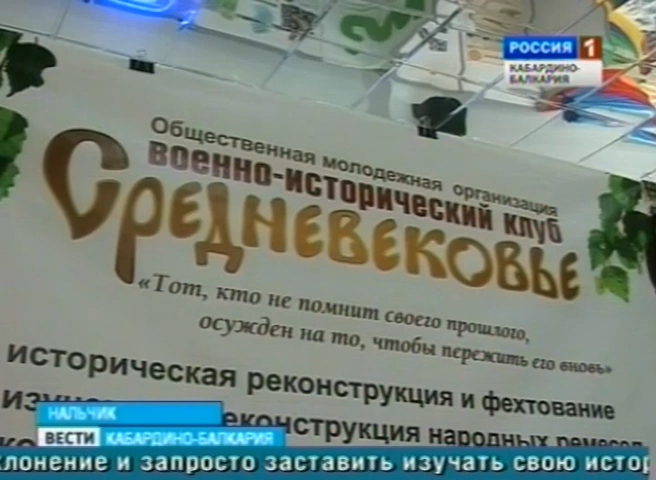 РОССИЯ 1
КАБАРДИНО-
БАЛКАРИЯ
Общественная молодежная организация
ВОЕННО-ИСТОРИЧЕСКИЙ КЛУБ
СРЕДНЕВЕКОВЬЕ
«Тот, кто не помнит своего прошлого,
осужден на то, чтобы пережить его вновь»
историческая реконструкция и фехтование
народных ремесел
НАЛЬЧИК
ВЕСТИ КАБАРДИНО-БАЛКАРИЯ
клонение и запросто заставить изучать свою истор